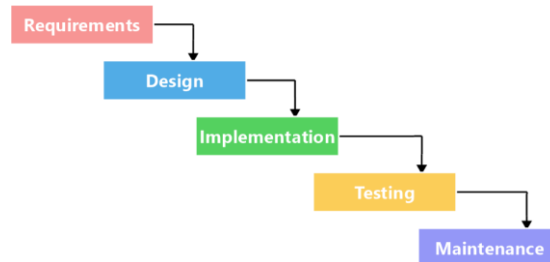 Requirements
Design
Implementation
Testing
Maintenance